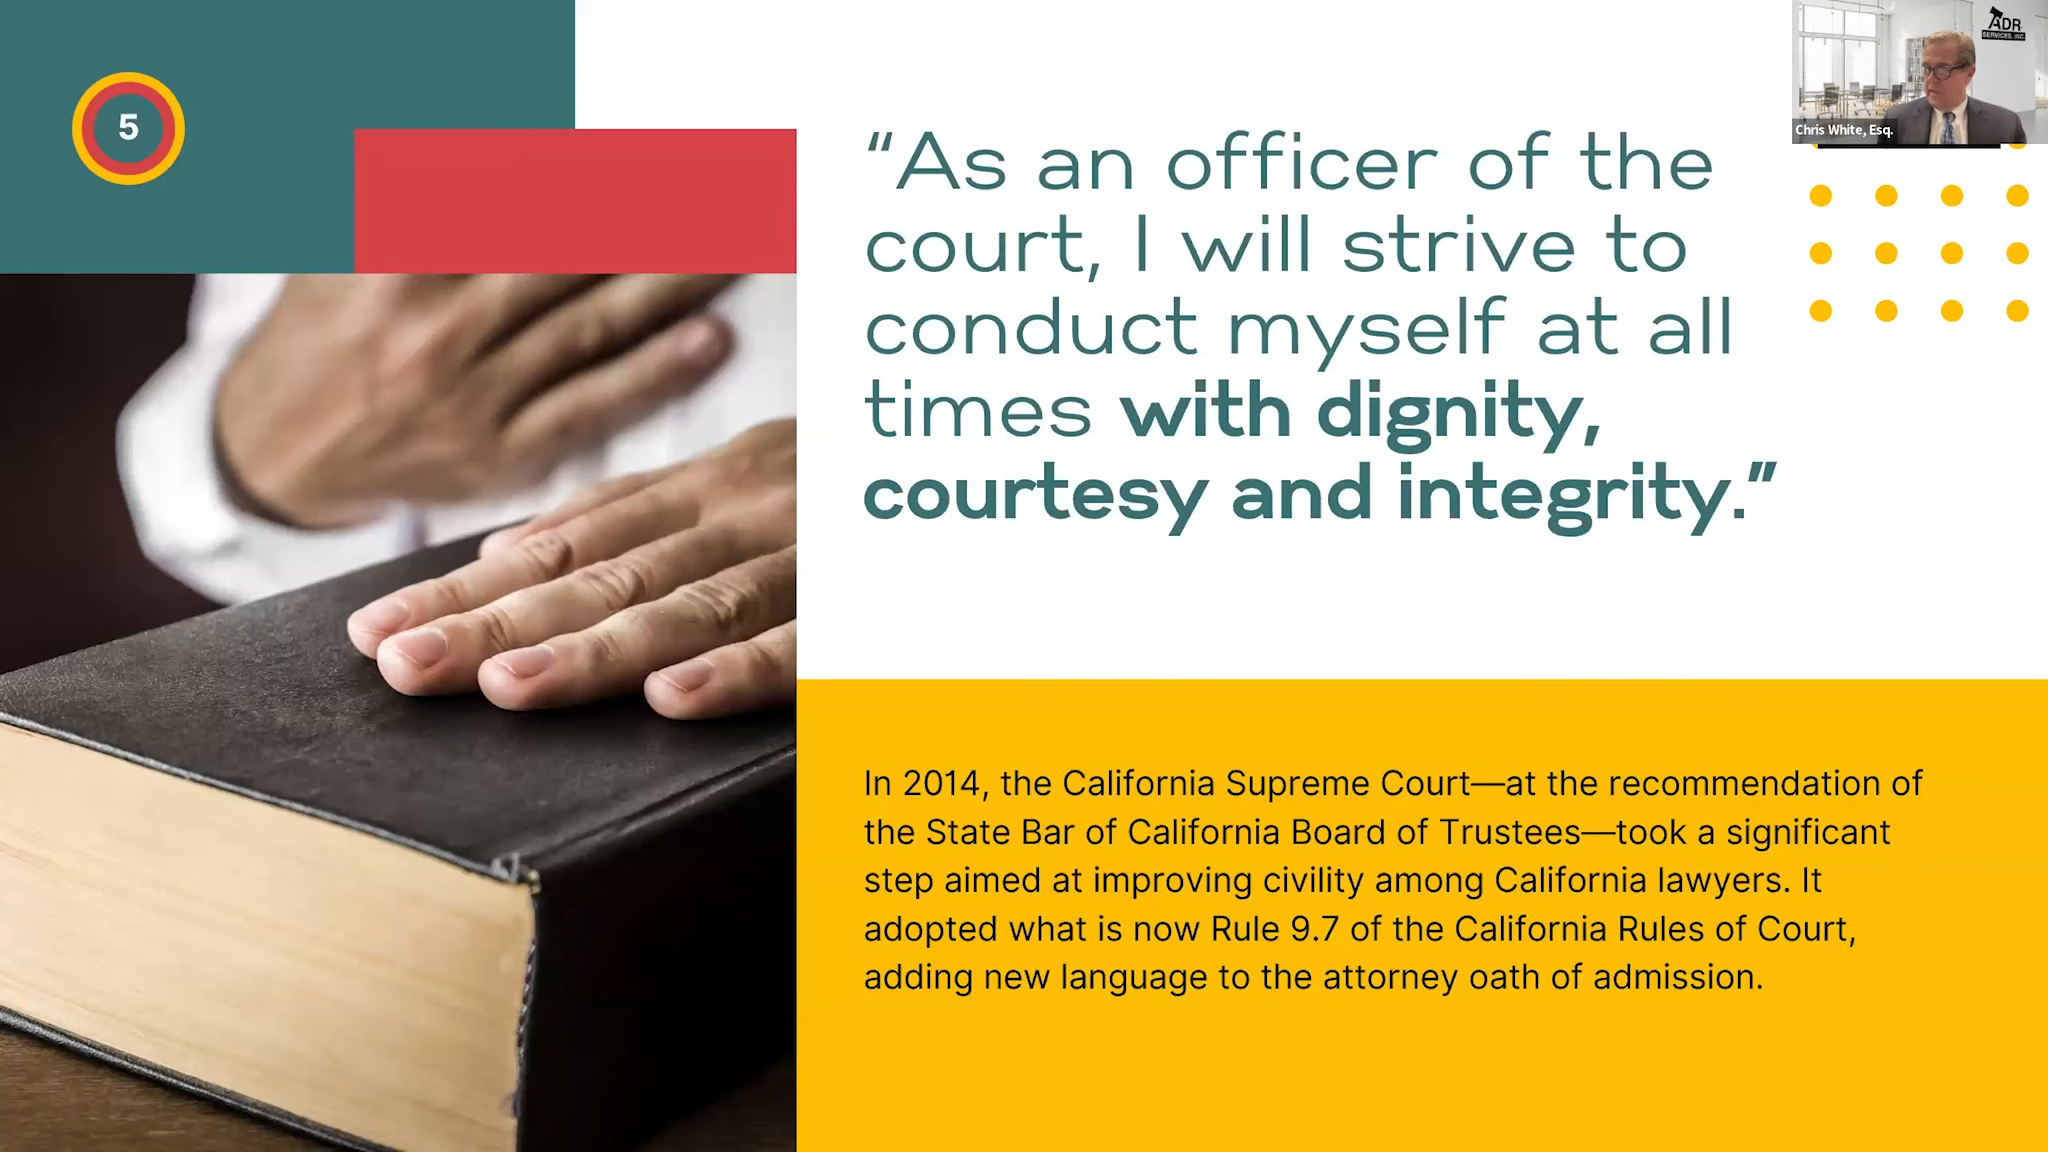 5
“As an officer of the
court, I will strive to
conduct myself at all
times with dignity,
courtesy and integrity.”
In 2014, the California Supreme Court—at the recommendation of
the State Bar of California Board of Trustees—took a significant
step aimed at improving civility among California lawyers. It
adopted what is now Rule 9.7 of the California Rules of Court,
adding new language to the attorney oath of admission.
ADR
SERVICES, INC.
Chris White, Esq.